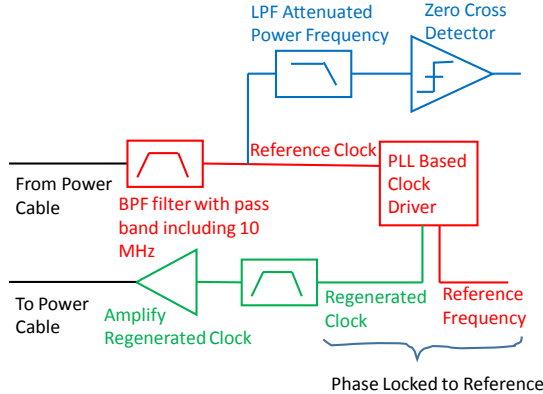 LPF Attenuated
Power Frequency
Zero Cross
Detector
Reference Clock
PLL Based
Clock
Driver
From Power
Cable
BPF filter with pass
band including 10
MHz
To Power
Cable
Amplify
Regenerated Clock
Regenerated
Clock
Reference
Frequency
Phase Locked to Reference